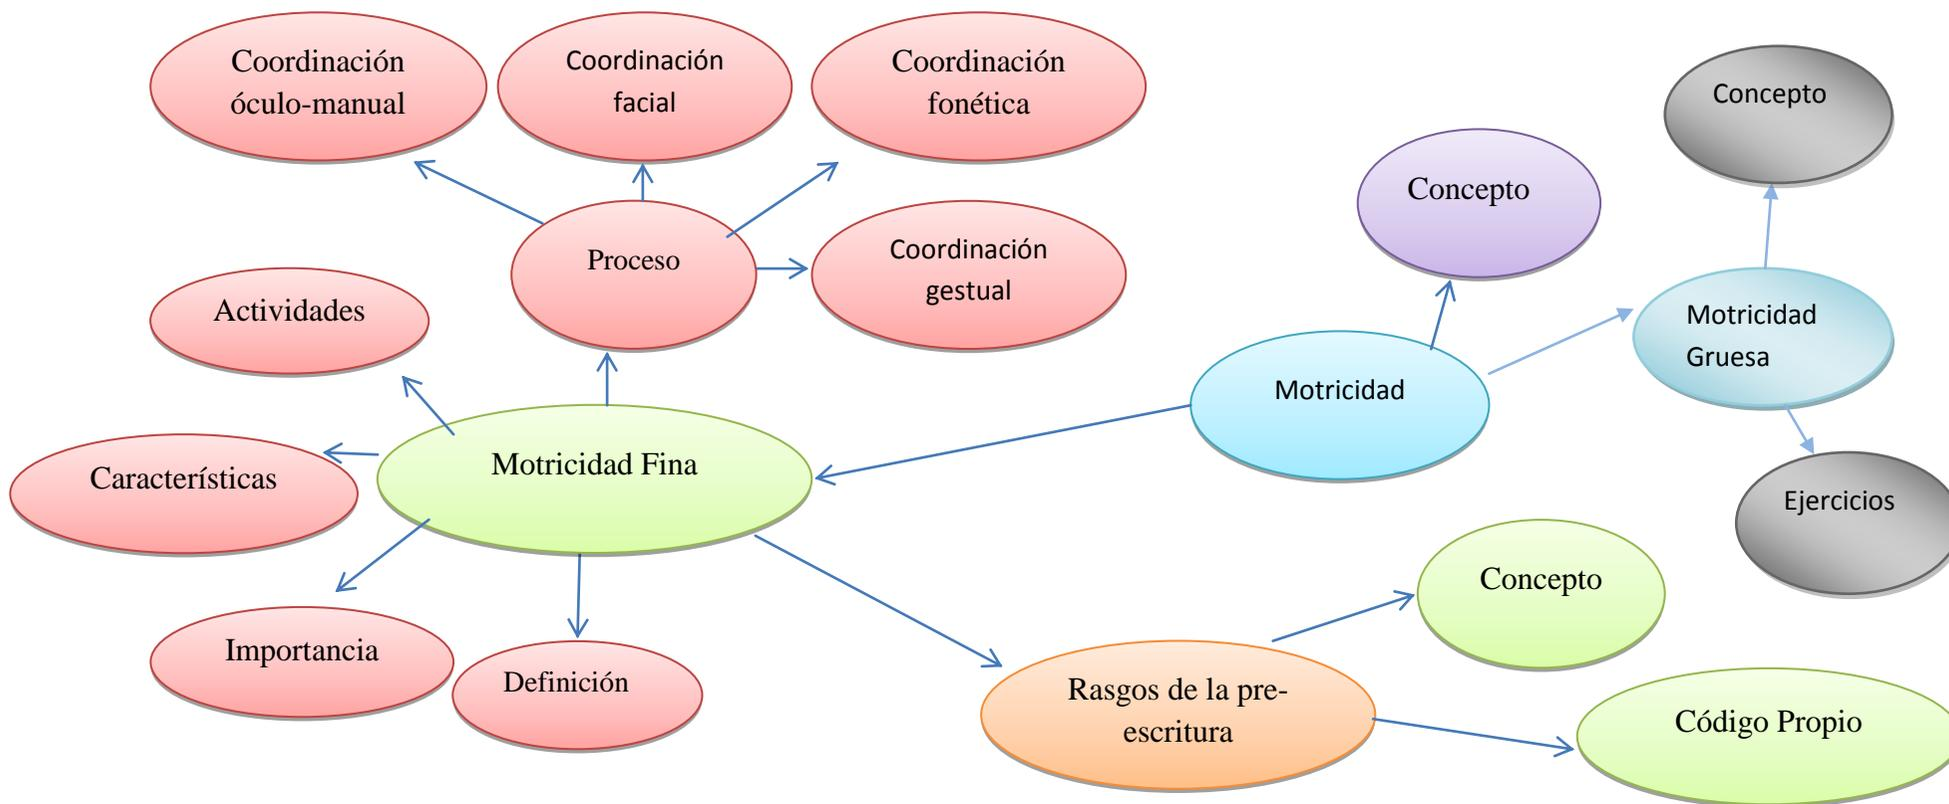 Coordinación
óculo-manual
Coordinación
facial
Coordinación
fonética
Concepto
Concepto
Proceso
Coordinación
gestual
Actividades
Motricidad
Gruesa
Motricidad
Motricidad Fina
Características
Ejercicios
Concepto
Importancia
Definición
Rasgos de la pre-
escritura
Código Propio